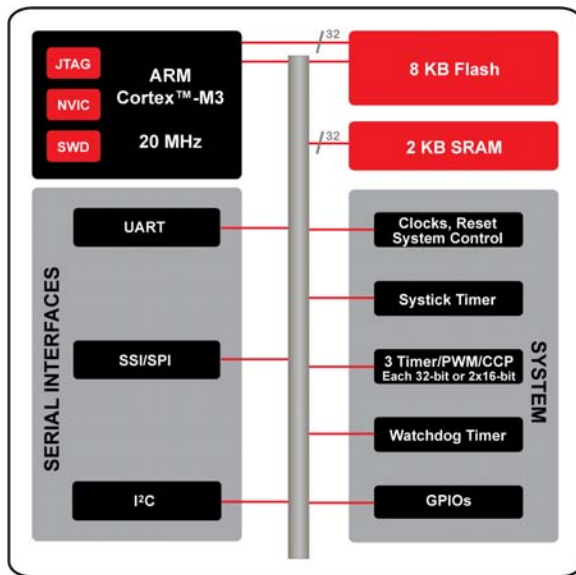 JTAG
NVIC
SWD
ARM
Cortex™-M3
20 MHz
32
8 KB Flash
32
2 KB SRAM
SERIAL INTERFACES
UART
SSI/SPI
I²C
Clocks, Reset
System Control
Systick Timer
3 Timer/PWM/CCP
Each 32-bit or 2x16-bit
Watchdog Timer
GPIOs
SYSTEM